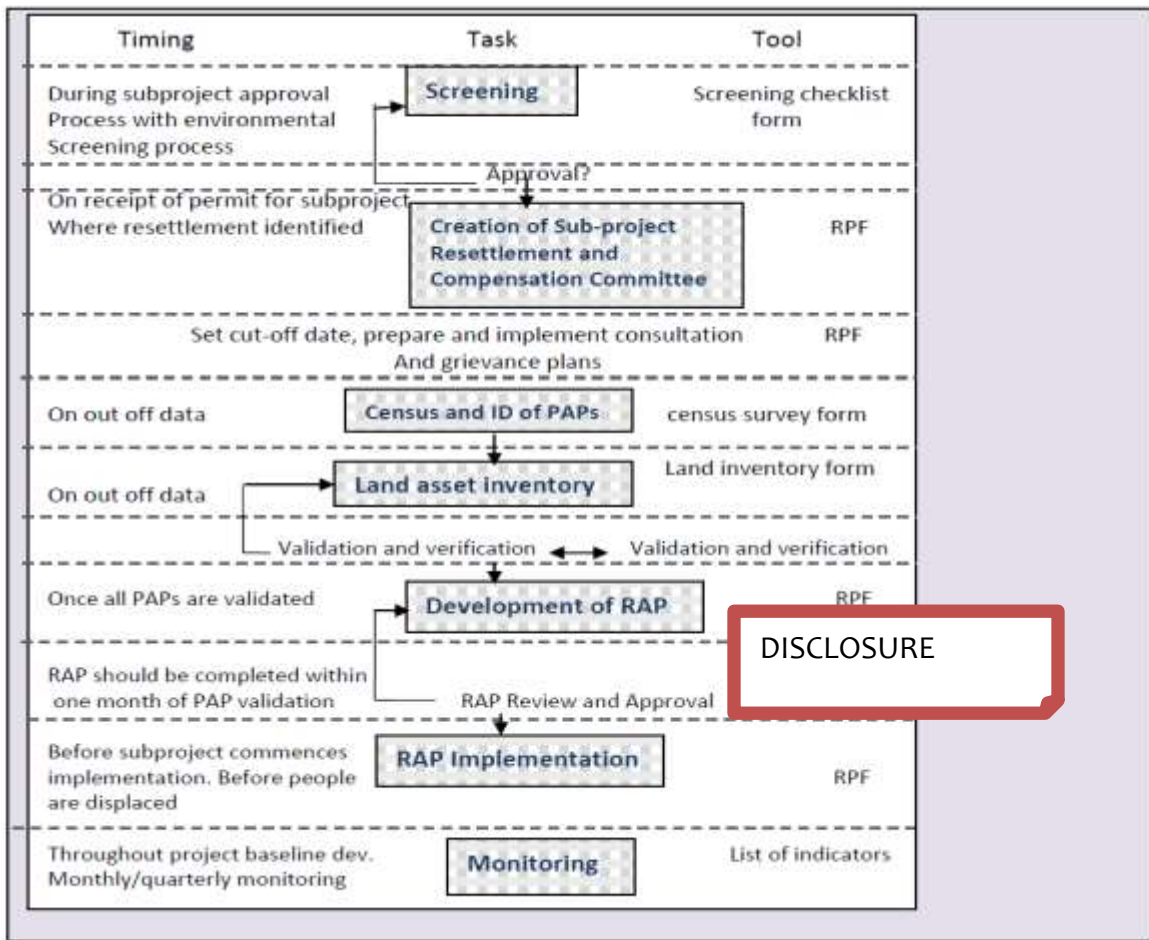 Timing Task Tool
During subproject approval
Process with environmental
Screening process
Screening
Screening checklist
form
Approval?
On receipt of permit for subproject
Where resettlement identified
Creation of Sub-project
Resettlement and
Compensation Committee
RPF
Set cut-off date, prepare and implement consultation
And grievance plans
RPF
On out off data
Census and ID of PAPs
census survey form
On out off data
Land asset inventory
Land inventory form
Validation and verification
Validation and verification
Once all PAPs are validated
Development of RAP
RPF
DISCLOSURE
RAP should be completed within
one month of PAP validation
RAP Review and Approval
Before subproject commences
implementation. Before people
are displaced
RAP Implementation
RPF
Throughout project baseline dev.
Monthly/quarterly monitoring
Monitoring
List of indicators